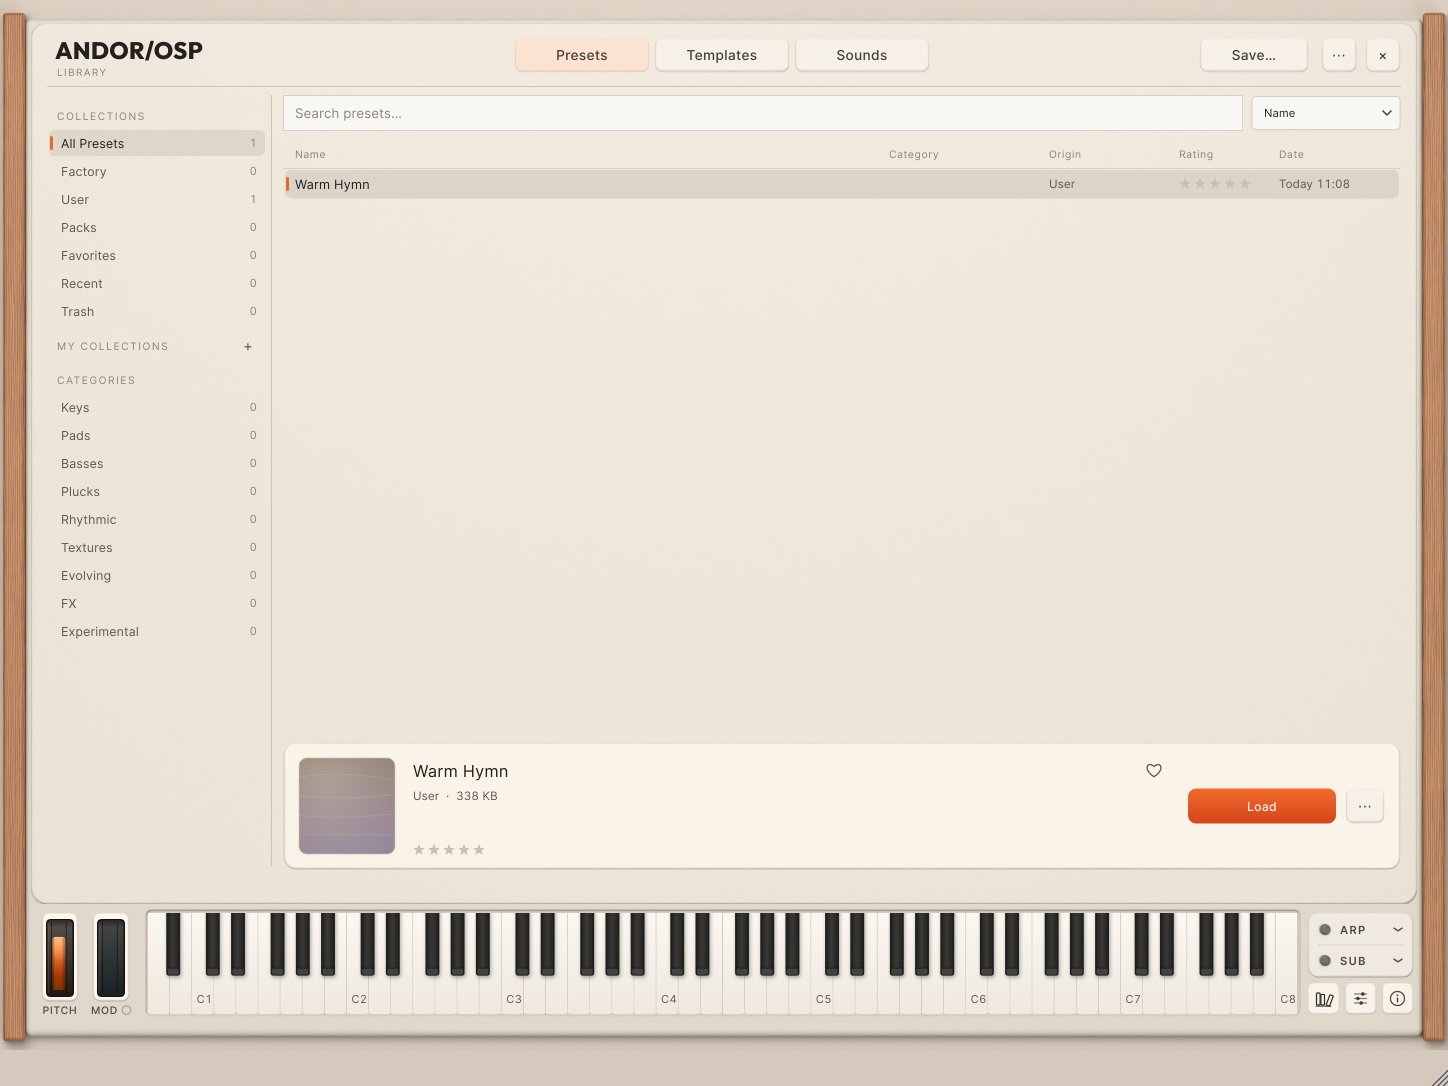 ANDOR/OSP
LIBRARY
Presets
Templates
Sounds
Save...
...
×
COLLECTIONS
All Presets 1
Factory 0
User 1
Packs 0
Favorites 0
Recent 0
Trash 0
MY COLLECTIONS +
CATEGORIES
Keys 0
Pads 0
Basses 0
Plucks 0
Rhythmic 0
Textures 0
Evolving 0
FX 0
Experimental 0
Search presets...
Name
Name Category Origin Rating Date
Warm Hymn User ★★★★★ Today 11:08
Warm Hymn
User · 338 KB
★★★★★
Load
...
PITCH
MOD
C1 C2 C3 C4 C5 C6 C7 C8
ARP
SUB